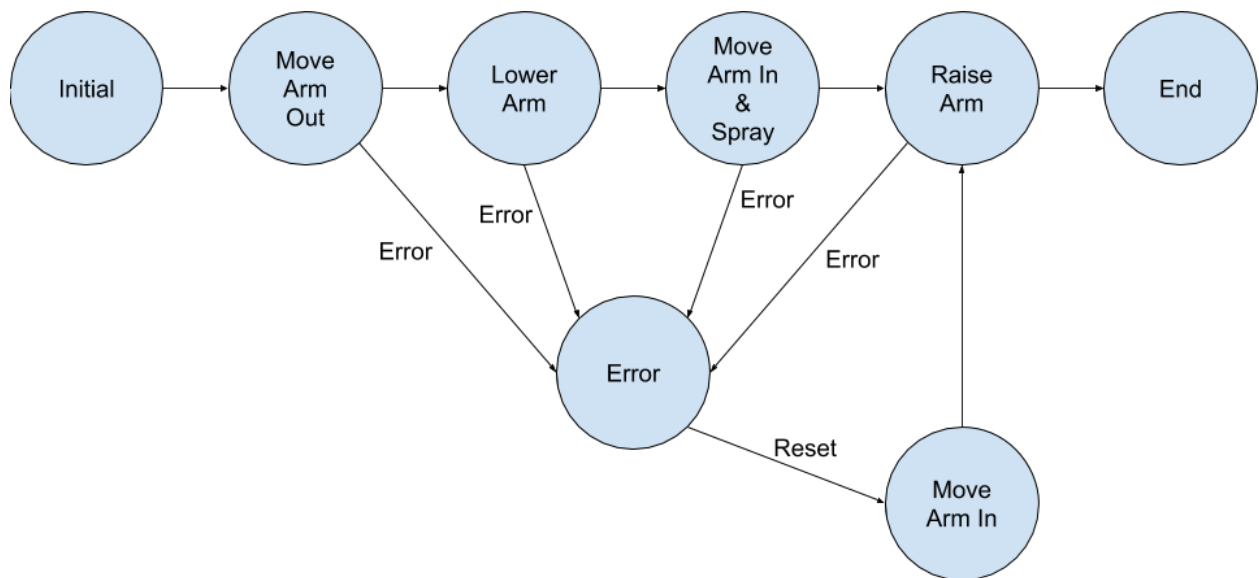 Initial
Move
Arm
Out
Lower
Arm
Move
Arm In
&
Spray
Raise
Arm
End
Error
Error
Error
Error
Error
Reset
Move
Arm In